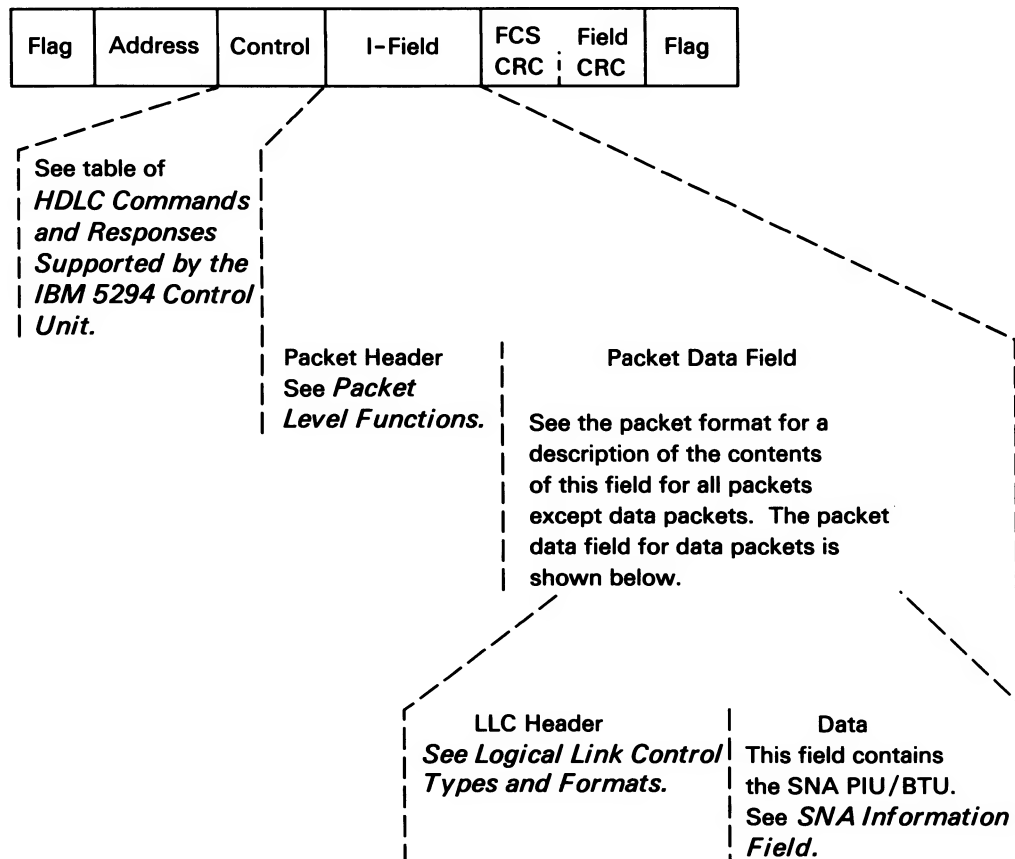 Flag Address Control I-Field FCS Field Flag
CRC CRC
See table of
HDLC Commands
and Responses
Supported by the
IBM 5294 Control
Unit.
Packet Header
See Packet
Level Functions.
Packet Data Field
See the packet format for a
description of the contents
of this field for all packets
except data packets. The packet
data field for data packets is
shown below.
LLC Header
See Logical Link Control
Types and Formats.
Data
This field contains
the SNA PIU/BTU.
See SNA Information
Field.